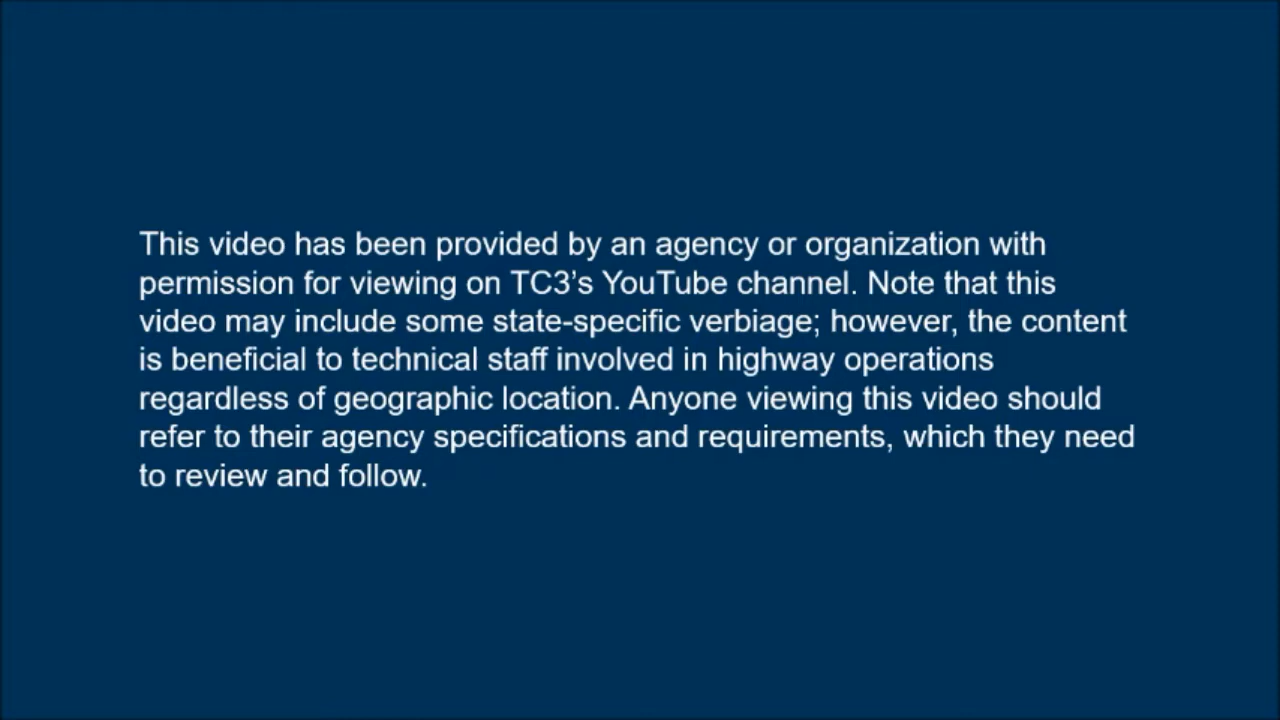 This video has been provided by an agency or organization with
permission for viewing on TC3’s YouTube channel. Note that this
video may include some state-specific verbiage; however, the content
is beneficial to technical staff involved in highway operations
regardless of geographic location. Anyone viewing this video should
refer to their agency specifications and requirements, which they need
to review and follow.